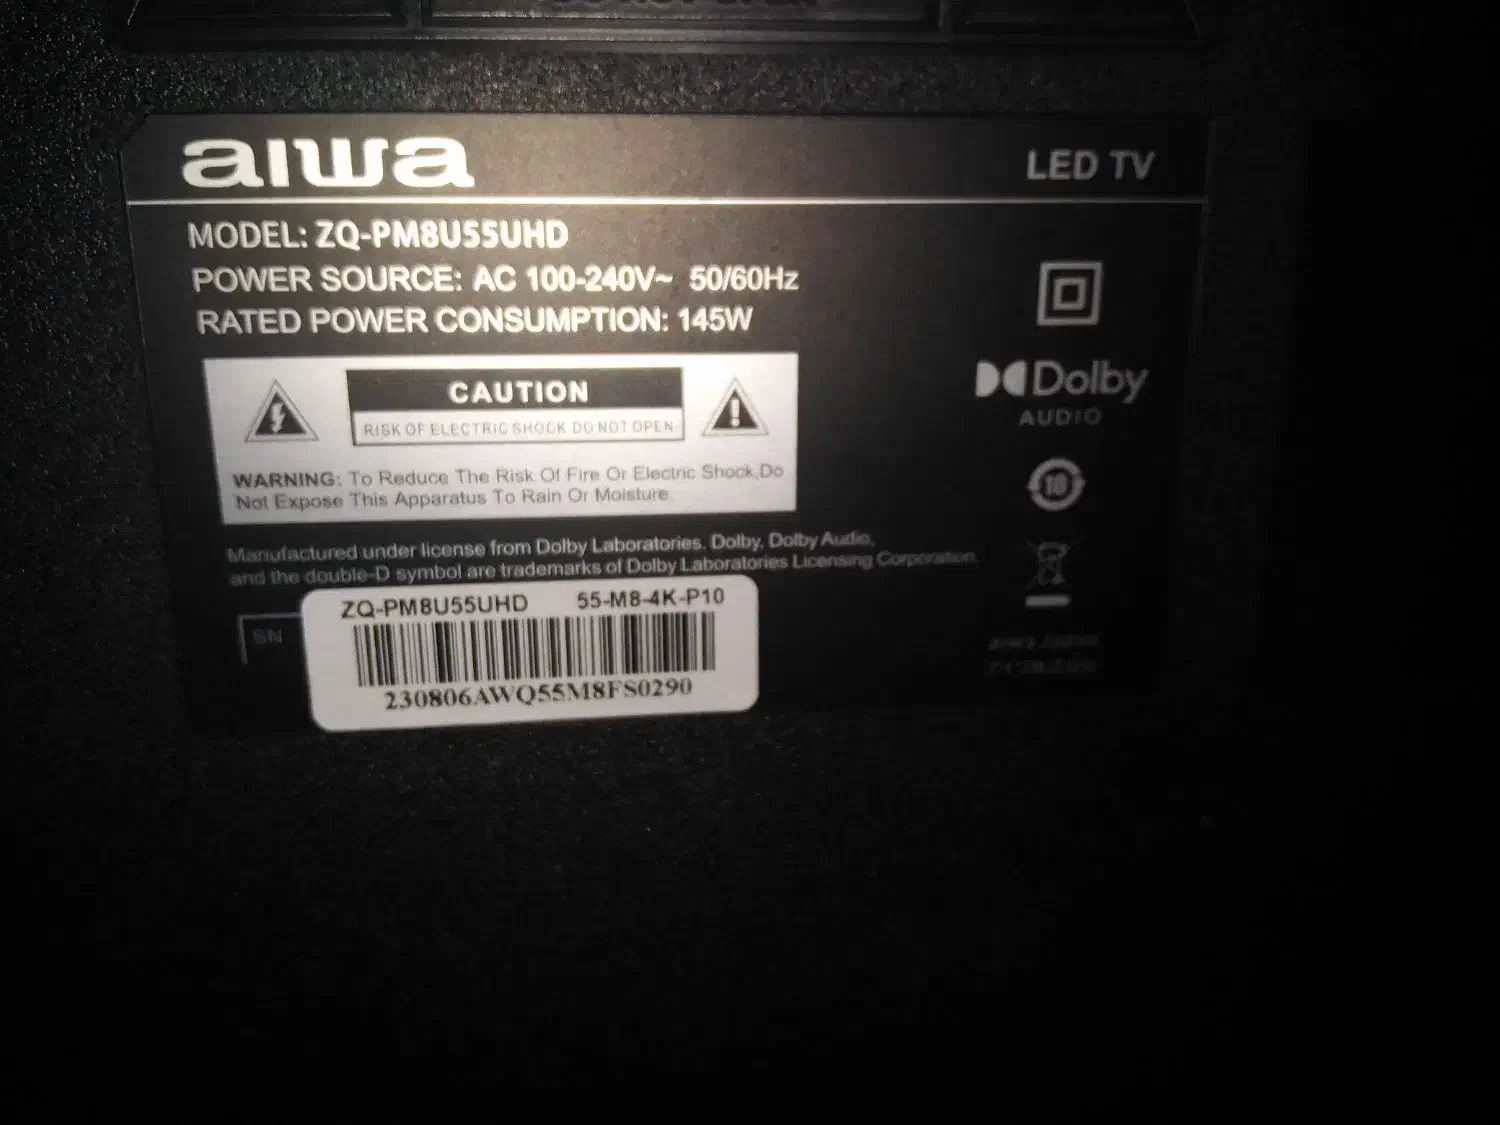 aiwa
LED TV
MODEL: ZQ-PM8U55UHD
POWER SOURCE: AC 100-240V~ 50/60Hz
RATED POWER CONSUMPTION: 145W
CAUTION
RISK OF ELECTRIC SHOCK DO NOT OPEN
WARNING: To Reduce The Risk Of Fire Or Electric Shock,Do
Not Expose This Apparatus To Rain Or Moisture.
Dolby
AUDIO
10
Manufactured under license from Dolby Laboratories. Dolby, Dolby Audio,
and the double-D symbol are trademarks of Dolby Laboratories Licensing Corporation.
SN
ZQ-PM8U55UHD 55-M8-4K-P10
230806AWQ55M8FS0290